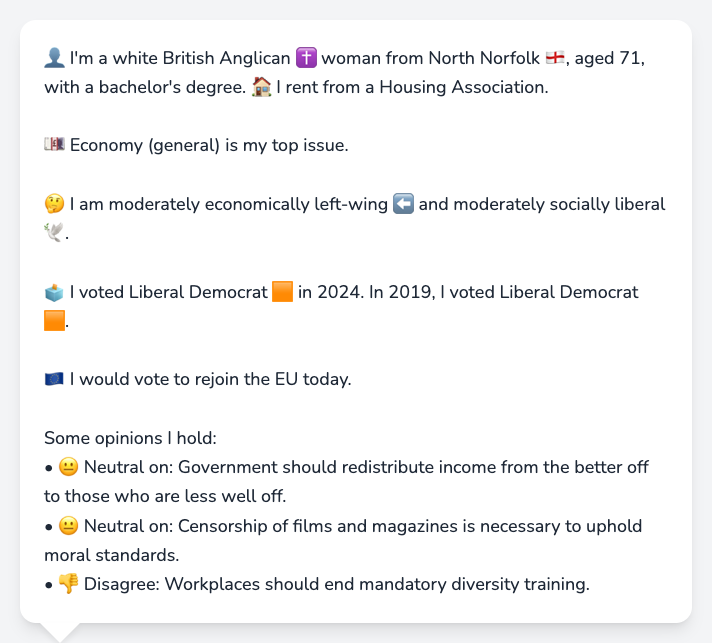 👤 I'm a white British Anglican ✝️ woman from North Norfolk 🏴󠁧󠁢󠁥󠁮󠁧󠁿, aged 71,
with a bachelor's degree. 🏠 I rent from a Housing Association.
💷 Economy (general) is my top issue.
🤔 I am moderately economically left-wing ⬅️ and moderately socially liberal
🕊️.
🗳️ I voted Liberal Democrat 🟧 in 2024. In 2019, I voted Liberal Democrat
🟧.
🇪🇺 I would vote to rejoin the EU today.
Some opinions I hold:
• 😐 Neutral on: Government should redistribute income from the better off
to those who are less well off.
• 😐 Neutral on: Censorship of films and magazines is necessary to uphold
moral standards.
• 👎 Disagree: Workplaces should end mandatory diversity training.